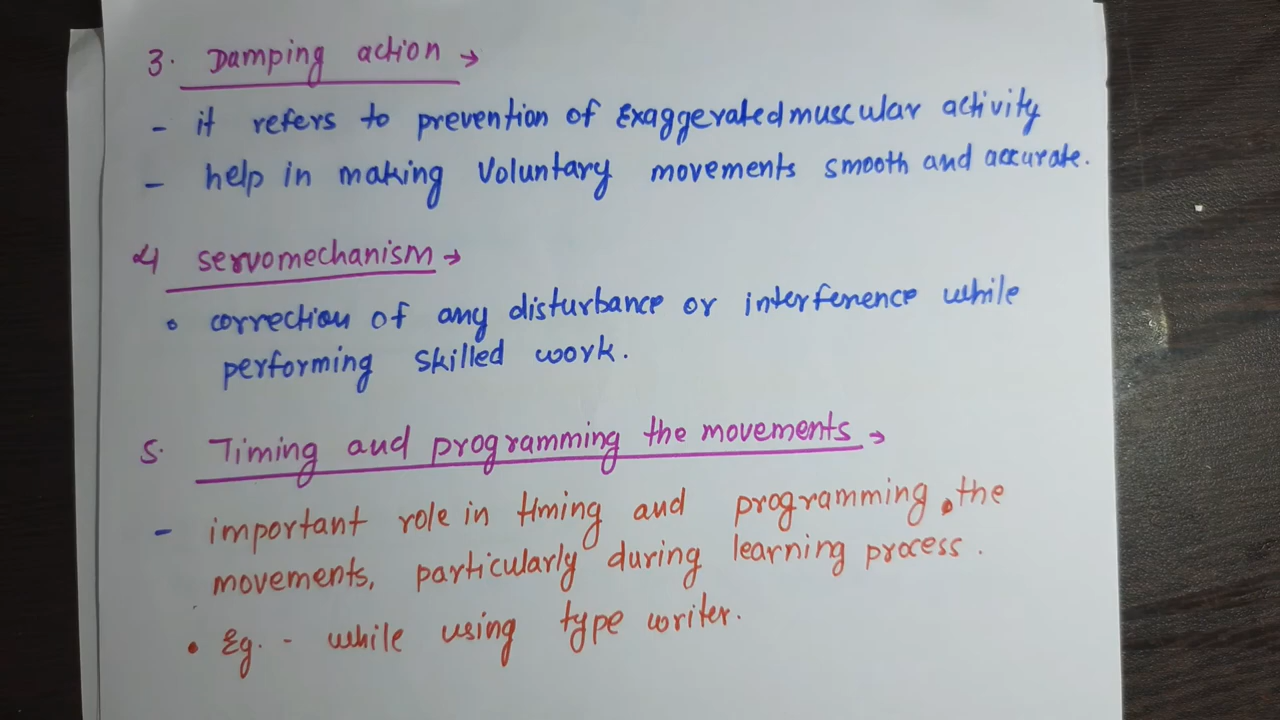 3. Damping action →
- it refers to prevention of exaggerated muscular activity
- help in making voluntary movements smooth and accurate.
4 servomechanism →
• correction of any disturbance or interference while
performing skilled work.
5. Timing and programming the movements →
- important role in timing and programming the
movements, particularly during learning process.
• Eg. - while using type writer.